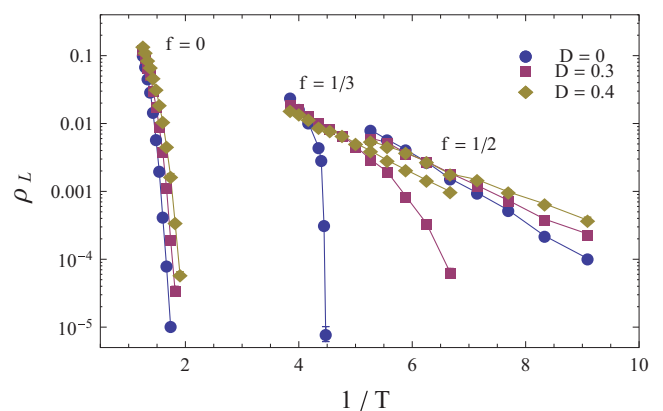 0.1
0.01
0.001
10⁻⁴
10⁻⁵
ρ_L
f = 0
f = 1/3
f = 1/2
D = 0
D = 0.3
D = 0.4
2 4 6 8 10
1 / T